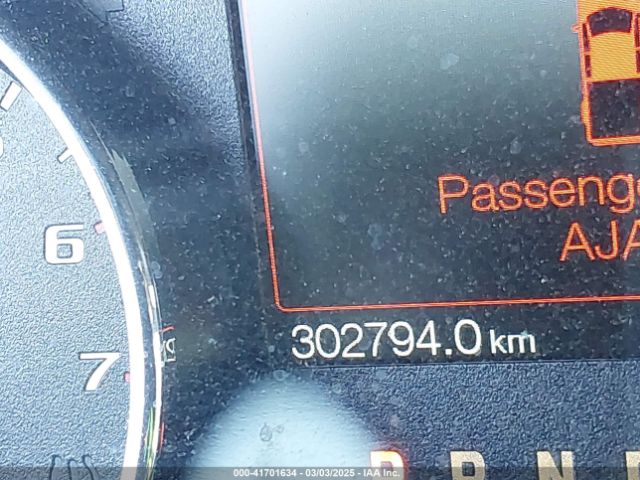 6
7
Passeng
AJA
302794.0 km
P R N
000-41701634 - 03/03/2025 - IAA Inc.